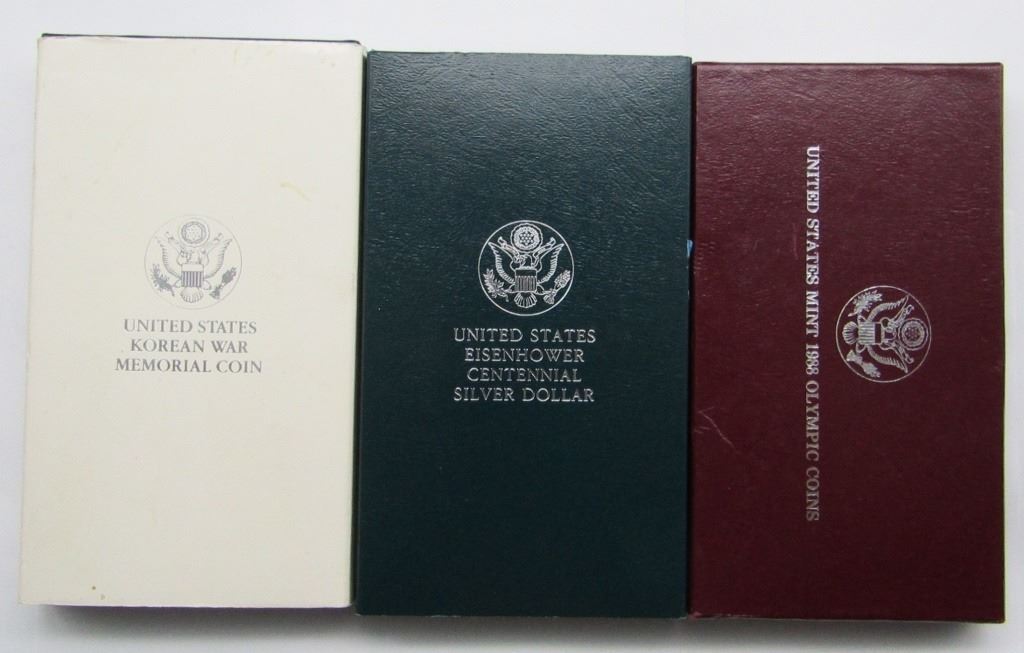 UNITED STATES
KOREAN WAR
MEMORIAL COIN
UNITED STATES
EISENHOWER
CENTENNIAL
SILVER DOLLAR
UNITED STATES MINT 1988 OLYMPIC COINS